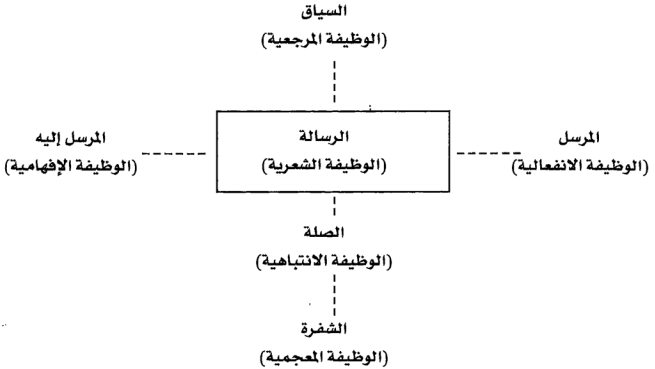 السياق
(الوظيفة المرجعية)
المرسل
(الوظيفة الانفعالية)
الرسالة
(الوظيفة الشعرية)
المرسل إليه
(الوظيفة الإفهامية)
الصلة
(الوظيفة الانتباهية)
الشفرة
(الوظيفة المعجمية)